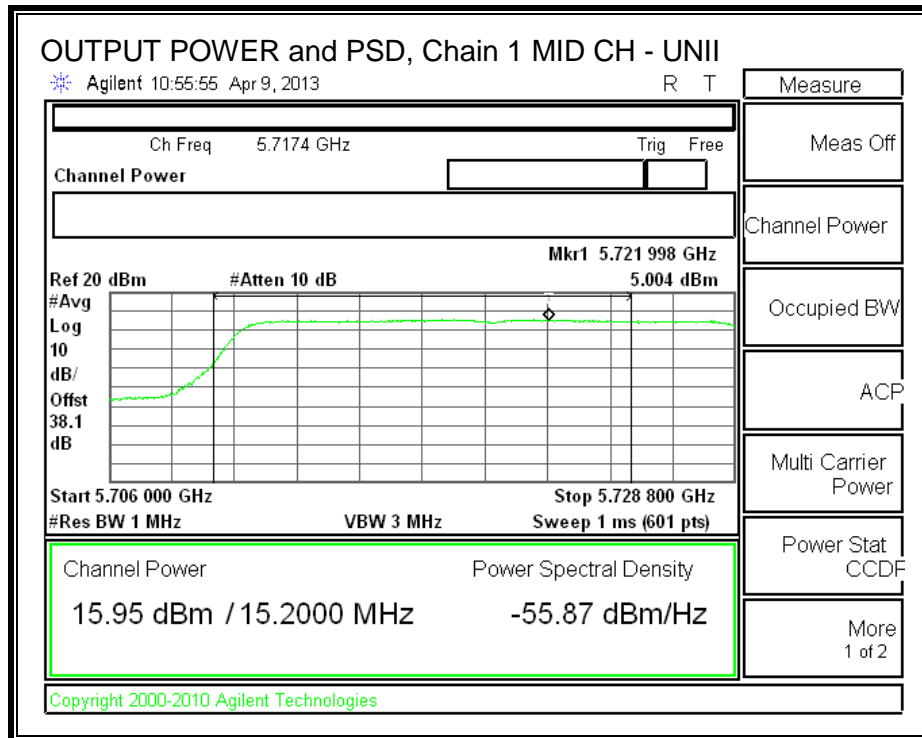 OUTPUT POWER and PSD, Chain 1 MID CH - UNII
Agilent 10:55:55 Apr 9, 2013 R T
Measure
Ch Freq 5.7174 GHz Trig Free
Channel Power
Mkr1 5.721 998 GHz
Ref 20 dBm #Atten 10 dB 5.004 dBm
#Avg
Log
10
dB/
Offst
38.1
dB
1
Start 5.706 000 GHz Stop 5.728 800 GHz
#Res BW 1 MHz VBW 3 MHz Sweep 1 ms (601 pts)
Channel Power Power Spectral Density
15.95 dBm / 15.2000 MHz -55.87 dBm/Hz
Meas Off
Channel Power
Occupied BW
ACP
Multi Carrier
Power
Power Stat
CCDF
More
1 of 2
Copyright 2000-2010 Agilent Technologies